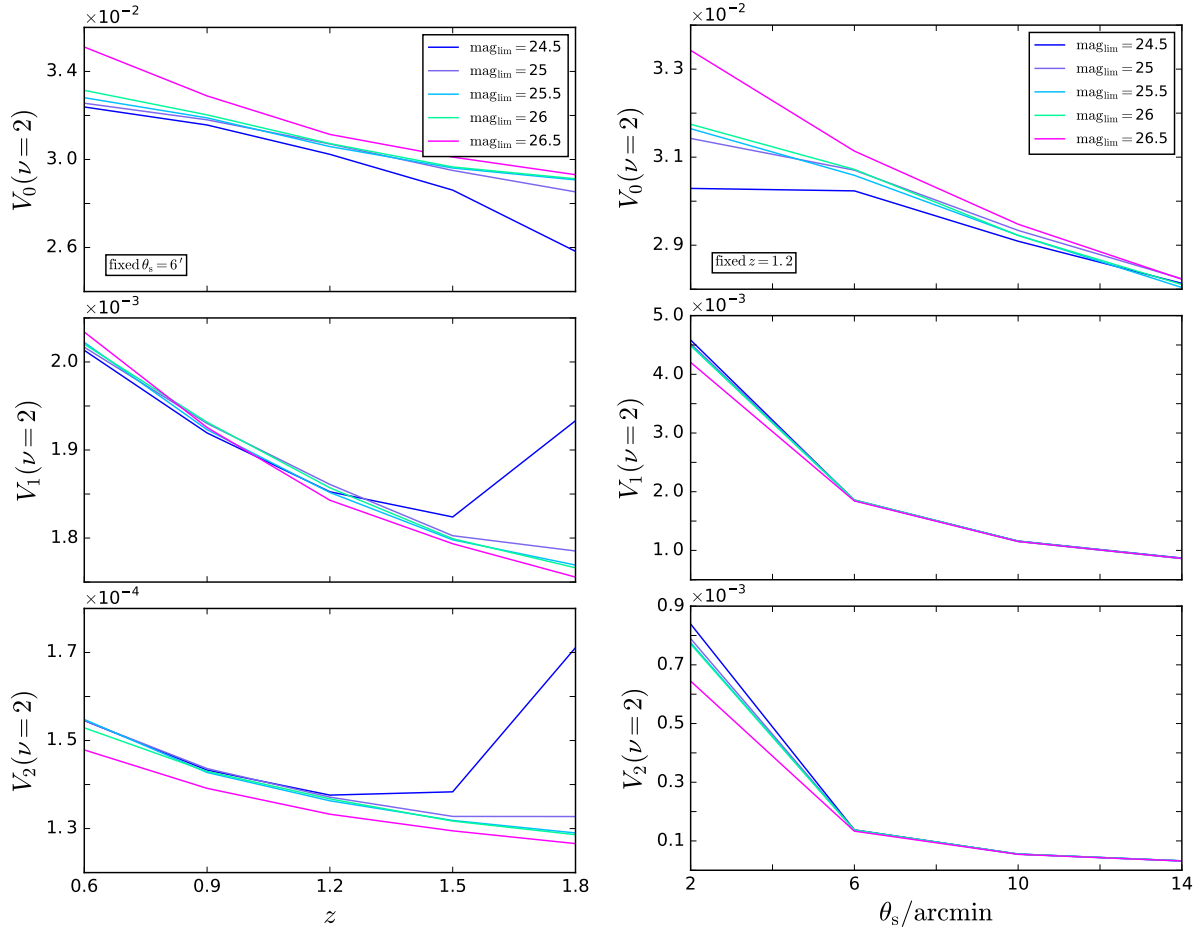 ×10⁻²
3.4
3.0
2.6
V₀(ν = 2)
mag_lim = 24.5
mag_lim = 25
mag_lim = 25.5
mag_lim = 26
mag_lim = 26.5
fixed θ_s = 6′
×10⁻²
3.3
3.1
2.9
V₀(ν = 2)
mag_lim = 24.5
mag_lim = 25
mag_lim = 25.5
mag_lim = 26
mag_lim = 26.5
fixed z = 1.2
×10⁻³
2.0
1.9
1.8
V₁(ν = 2)
×10⁻³
5.0
4.0
3.0
2.0
1.0
V₁(ν = 2)
×10⁻⁴
1.7
1.5
1.3
V₂(ν = 2)
0.6 0.9 1.2 1.5 1.8
z
×10⁻³
0.9
0.7
0.5
0.3
0.1
V₂(ν = 2)
2 6 10 14
θ_s/arcmin